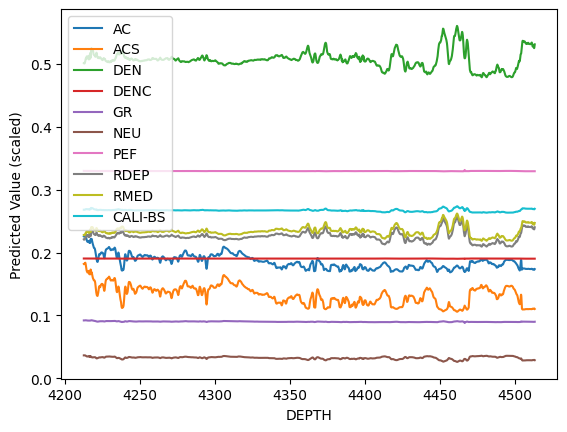 AC
ACS
DEN
DENC
GR
NEU
PEF
RDEP
RMED
CALI-BS
Predicted Value (scaled)
0.5
0.4
0.3
0.2
0.1
0.0
4200 4250 4300 4350 4400 4450 4500
DEPTH